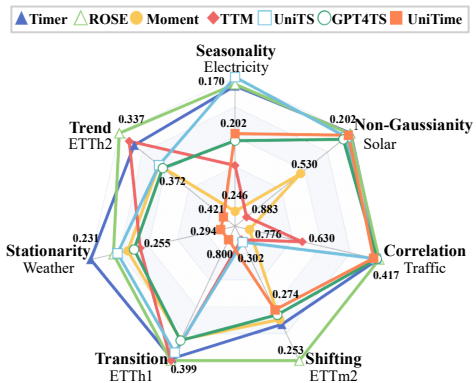 Timer ROSE Moment TTM UniTS GPT4TS UniTime
Seasonality
Electricity
0.170
0.337
0.202
Trend
ETTh2
0.202
Non-Gaussianity
Solar
0.530
0.372
0.246
0.883
0.421
0.231
0.294
0.776
0.630
Stationarity
Weather
0.255
Correlation
Traffic
0.800
0.302
0.417
0.274
0.253
Transition
ETTh1
0.399
Shifting
ETTm2